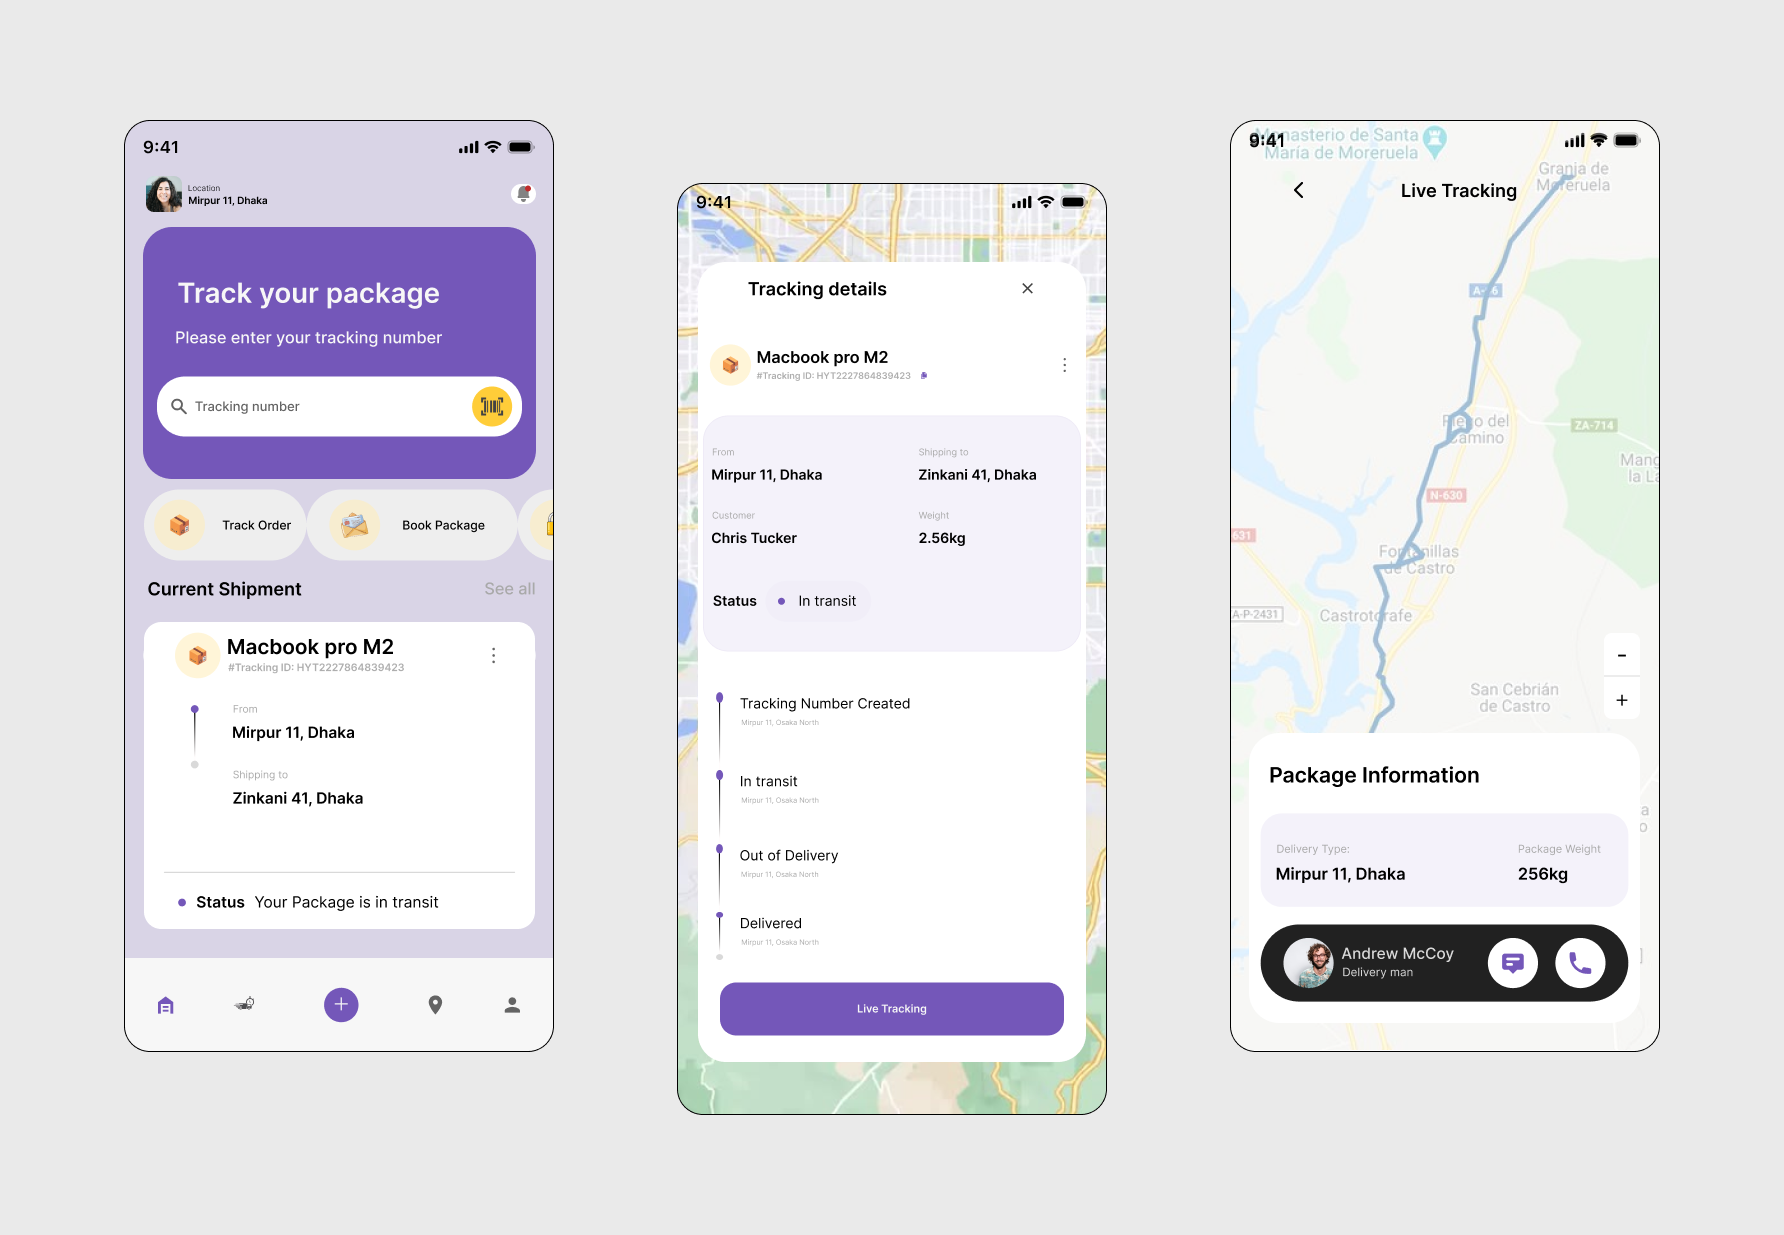 9:41
Location
Mirpur 11, Dhaka
Track your package
Please enter your tracking number
Tracking number
Track Order
Book Package
Current Shipment
See all
Macbook pro M2
#Tracking ID: HYT2227864839423
From
Mirpur 11, Dhaka
Shipping to
Zinkani 41, Dhaka
Status Your Package is in transit
9:41
Tracking details
Macbook pro M2
#Tracking ID: HYT2227864839423
From
Shipping to
Mirpur 11, Dhaka
Zinkani 41, Dhaka
Customer
Weight
Chris Tucker
2.56kg
Status
In transit
Tracking Number Created
Mirpur 11, Osaka North
In transit
Mirpur 11, Osaka North
Out of Delivery
Mirpur 11, Osaka North
Delivered
Mirpur 11, Osaka North
Live Tracking
Monasterio de Santa
María de Moreruela
9:41
Granja de
Moreruela
Live Tracking
A-66
Piego del
Camino
ZA-714
Mang
la La
N-630
631
Fontanillas
de Castro
A-P-2431
Castrotorafe
San Cebrián
de Castro
-
+
Package Information
Delivery Type:
Package Weight
Mirpur 11, Dhaka
256kg
Andrew McCoy
Delivery man